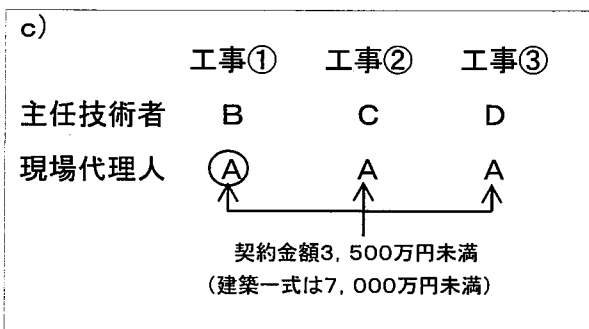 c)
工事① 工事② 工事③
主任技術者 B C D
現場代理人 A A A
契約金額3,500万円未満
(建築一式は7,000万円未満)